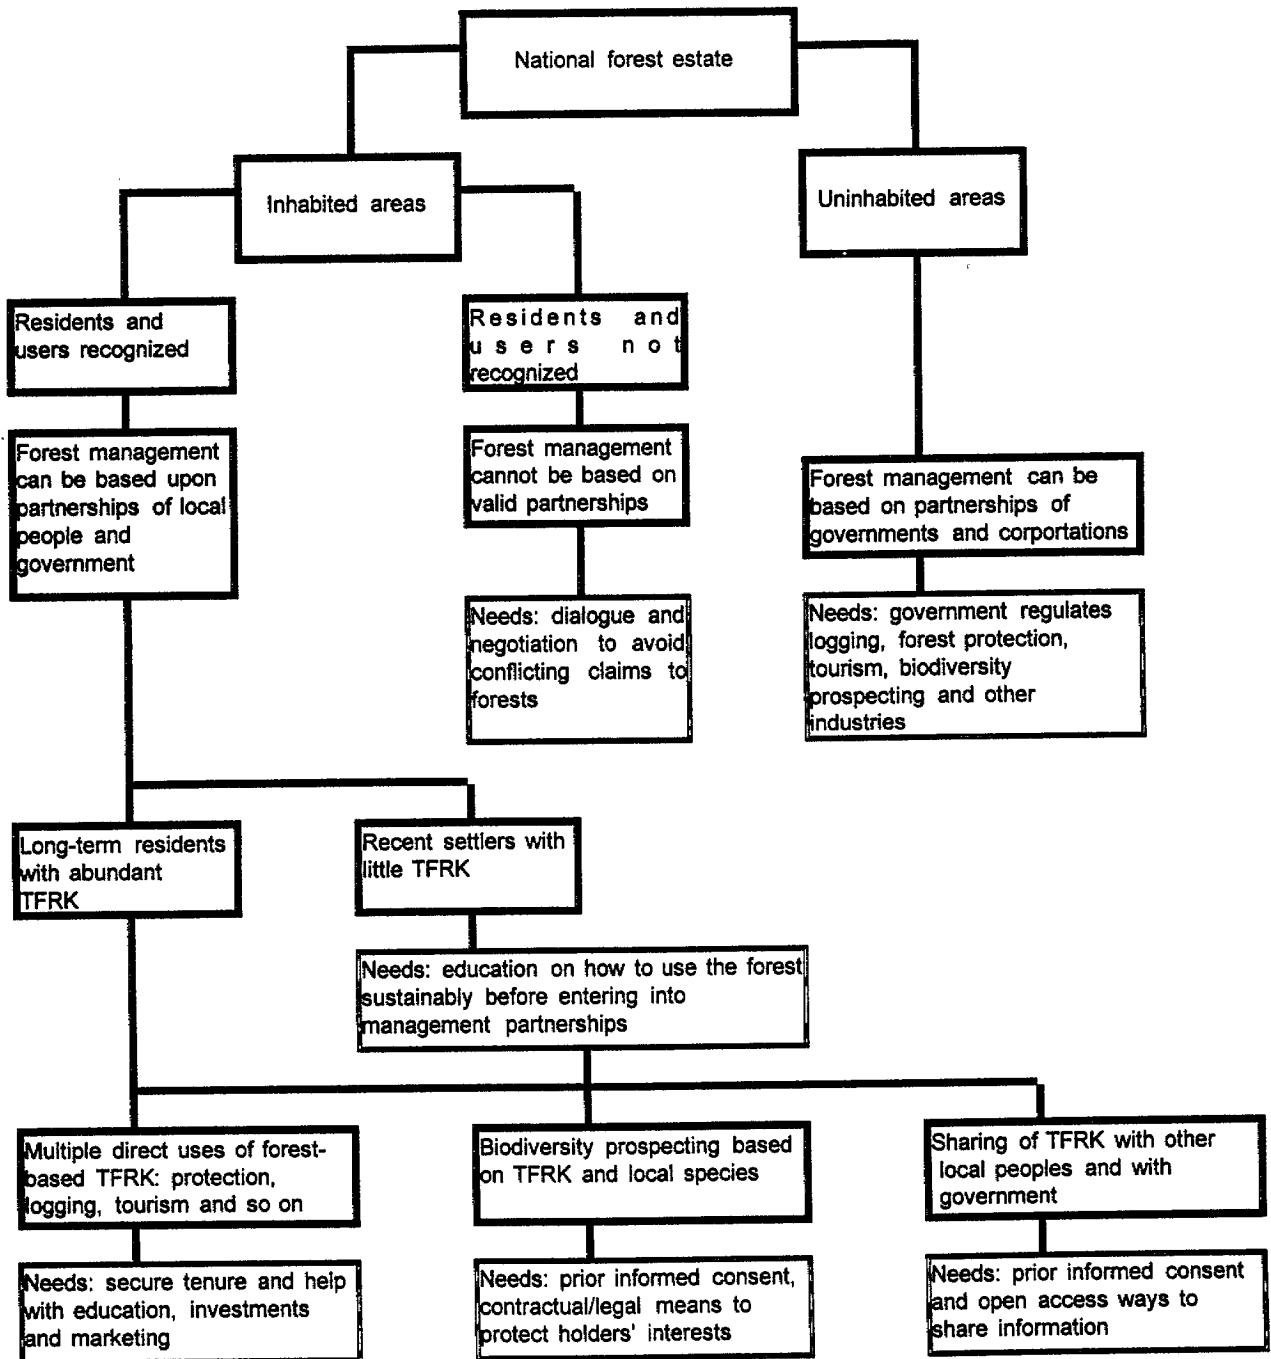 National forest estate
Inhabited areas
Uninhabited areas
Residents and
users recognized
Residents and
users not
recognized
Forest management
can be based upon
partnerships of local
people and
government
Forest management
cannot be based on
valid partnerships
Forest management can be
based on partnerships of
governments and corportations
Needs: dialogue and
negotiation to avoid
conflicting claims to
forests
Needs: government regulates
logging, forest protection,
tourism, biodiversity
prospecting and other
industries
Long-term residents
with abundant
TFRK
Recent settlers with
little TFRK
Needs: education on how to use the forest
sustainably before entering into
management partnerships
Multiple direct uses of forest-
based TFRK: protection,
logging, tourism and so on
Biodiversity prospecting based
on TFRK and local species
Sharing of TFRK with other
local peoples and with
government
Needs: secure tenure and help
with education, investments
and marketing
Needs: prior informed consent,
contractual/legal means to
protect holders' interests
Needs: prior informed consent
and open access ways to
share information